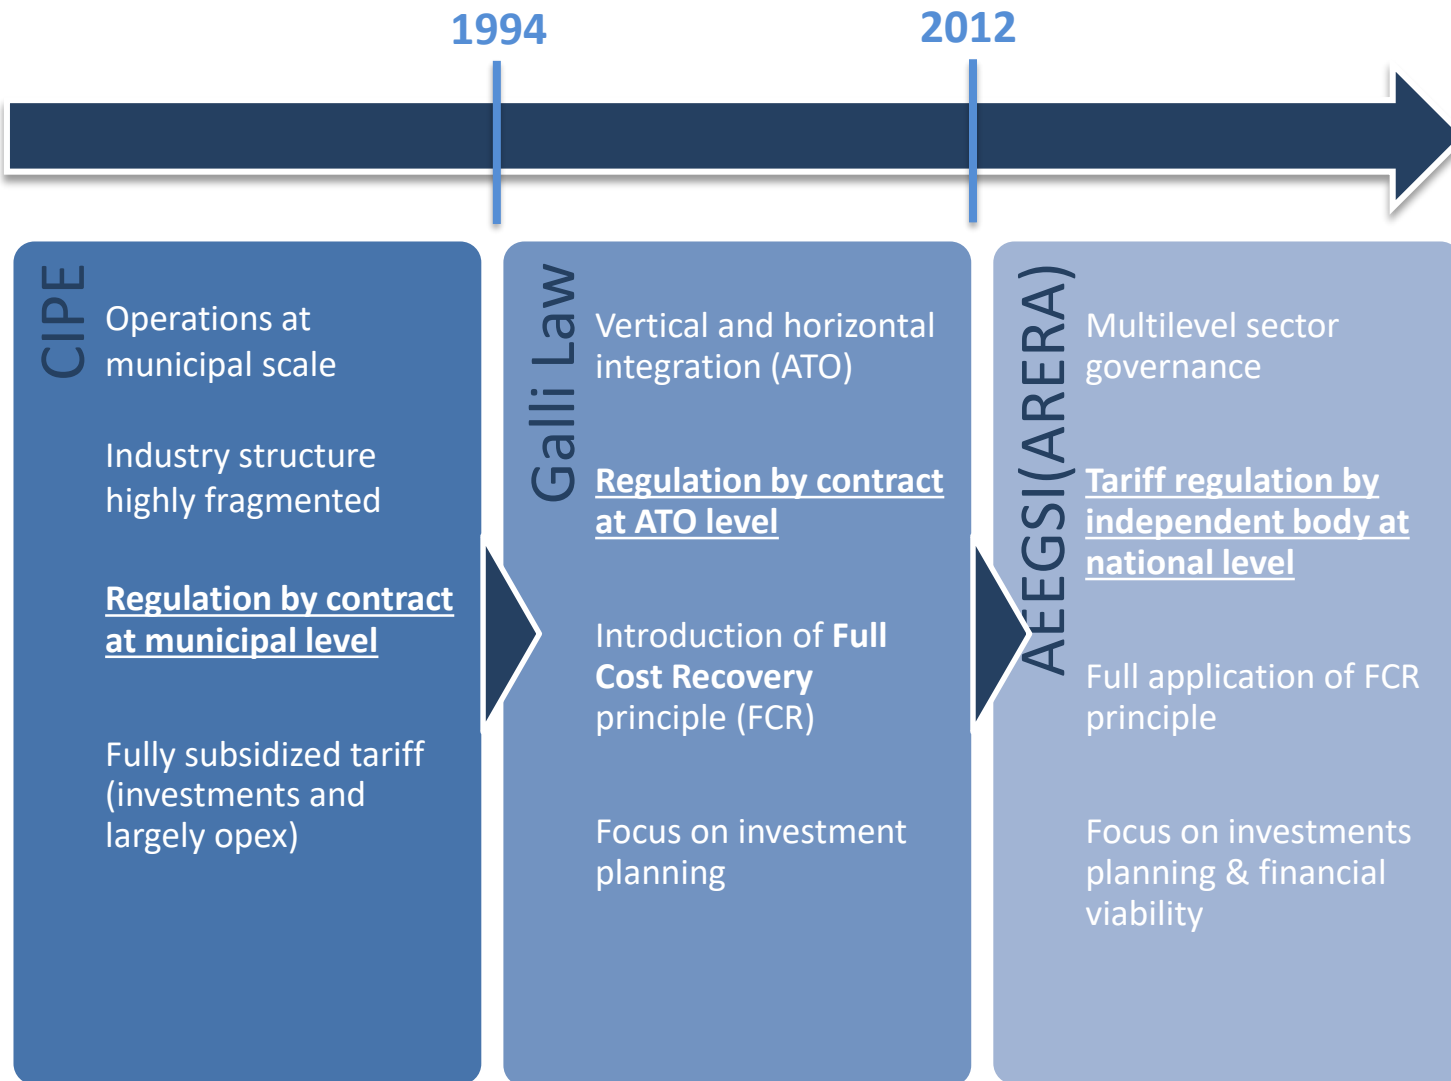 1994
2012
CIPE
Operations at
municipal scale
Industry structure
highly fragmented
Regulation by contract
at municipal level
Fully subsidized tariff
(investments and
largely opex)
Galli Law
Vertical and horizontal
integration (ATO)
Regulation by contract
at ATO level
Introduction of Full
Cost Recovery
principle (FCR)
Focus on investment
planning
AEEGSI(ARERA)
Multilevel sector
governance
Tariff regulation by
independent body at
national level
Full application of FCR
principle
Focus on investments
planning & financial
viability